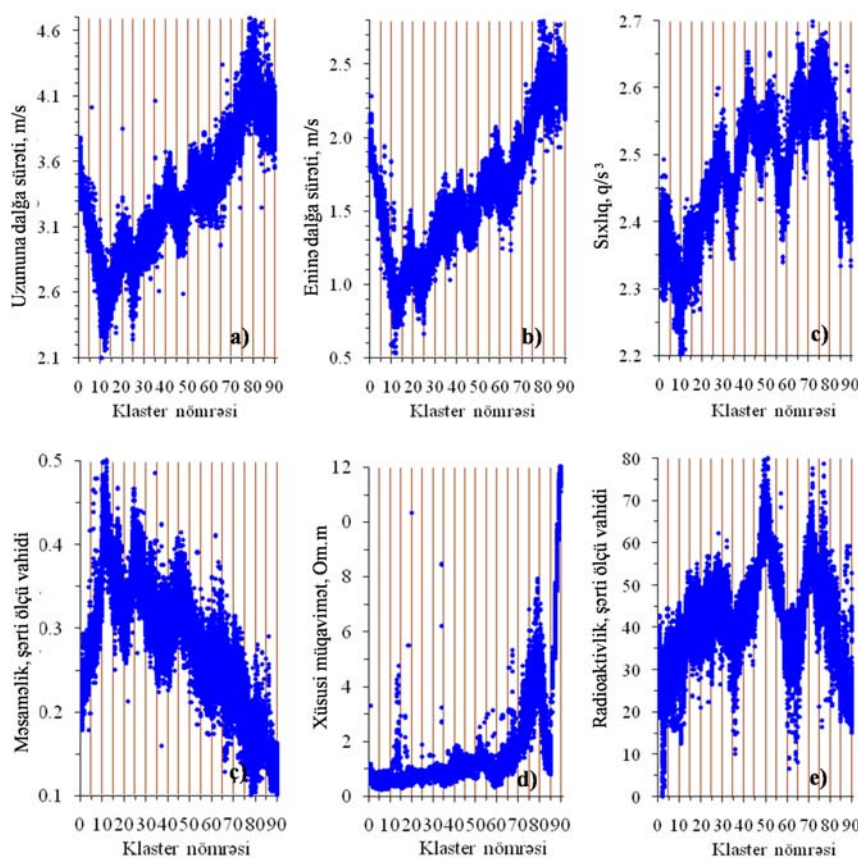 Uzununa dalğa sürəti, m/s
4.6
4.1
3.6
3.1
2.6
2.1
a)
0 10 20 30 40 50 60 70 80 90
Klaster nömrəsi
Eninə dalğa sürəti, m/s
2.5
2.0
1.5
1.0
0.5
b)
0 10 20 30 40 50 60 70 80 90
Klaster nömrəsi
Sıxlıq, q/s³
2.7
2.6
2.5
2.4
2.3
2.2
c)
0 10 20 30 40 50 60 70 80 90
Klaster nömrəsi
Məsaməlik, şərti ölçü vahidi
0.5
0.4
0.3
0.2
0.1
ç)
0 10 20 30 40 50 60 70 80 90
Klaster nömrəsi
Xüsusi müqavimət, Om.m
12
0
8
6
4
2
0
d)
0 10 20 30 40 50 60 70 80 90
Klaster nömrəsi
Radioaktivlik, şərti ölçü vahidi
80
70
60
50
40
30
20
10
0
e)
0 10 20 30 40 50 60 70 80 90
Klaster nömrəsi